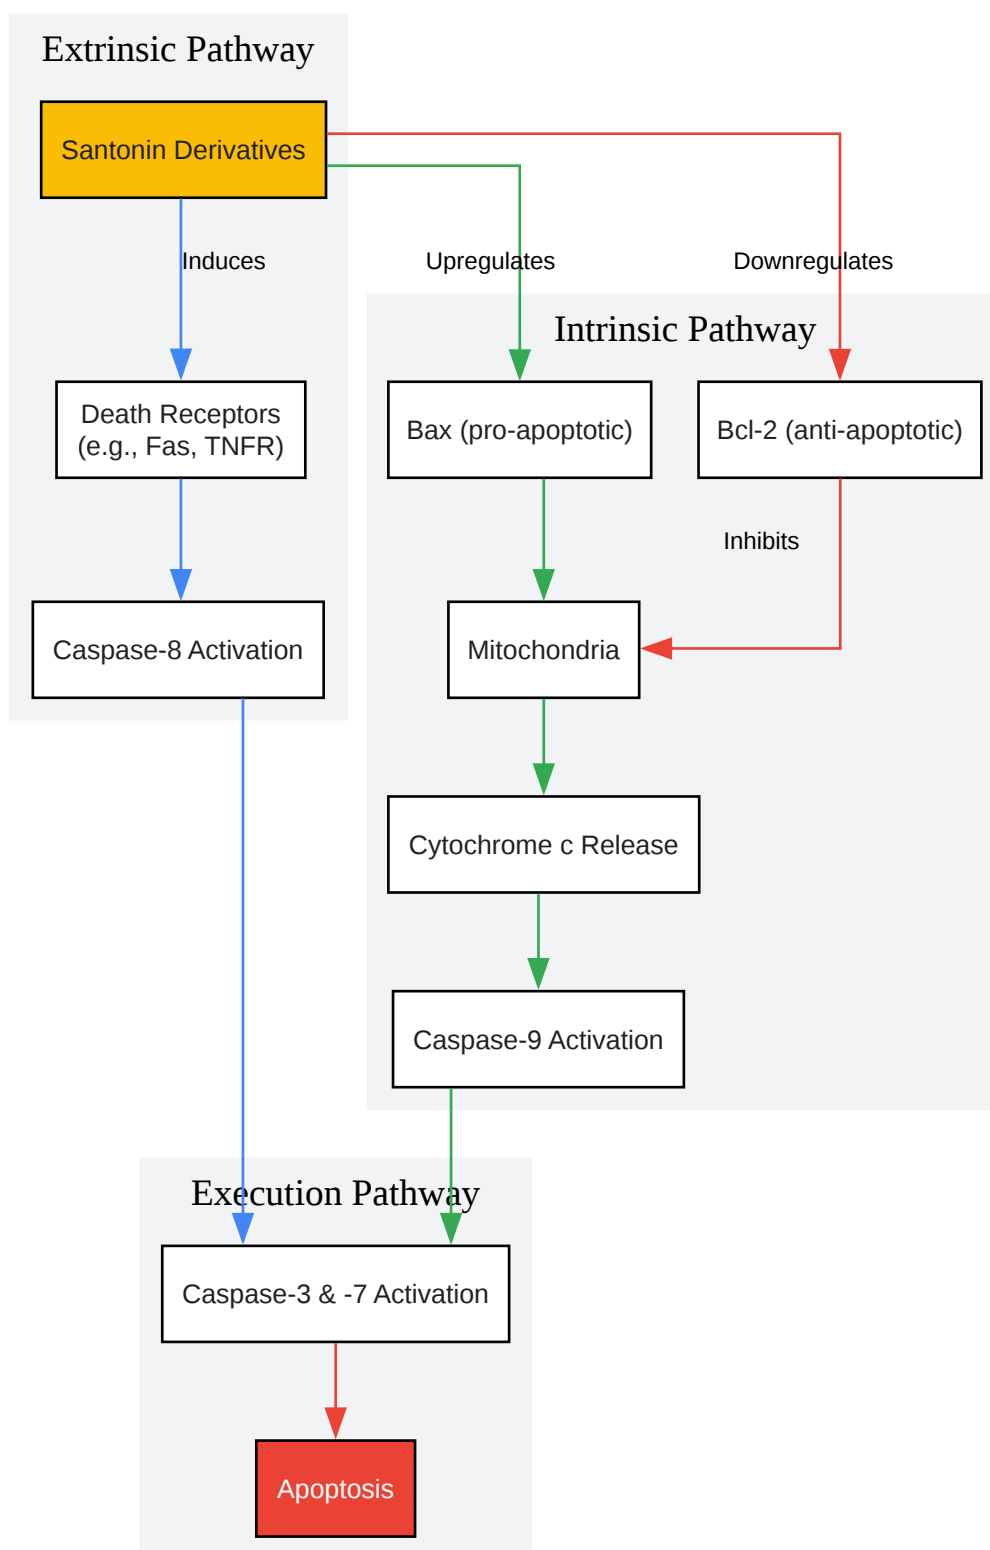 Extrinsic Pathway
Santonin Derivatives
Induces
Upregulates
Downregulates
Intrinsic Pathway
Death Receptors
(e.g., Fas, TNFR)
Bax (pro-apoptotic)
Bcl-2 (anti-apoptotic)
Inhibits
Caspase-8 Activation
Mitochondria
Cytochrome c Release
Caspase-9 Activation
Execution Pathway
Caspase-3 & -7 Activation
Apoptosis